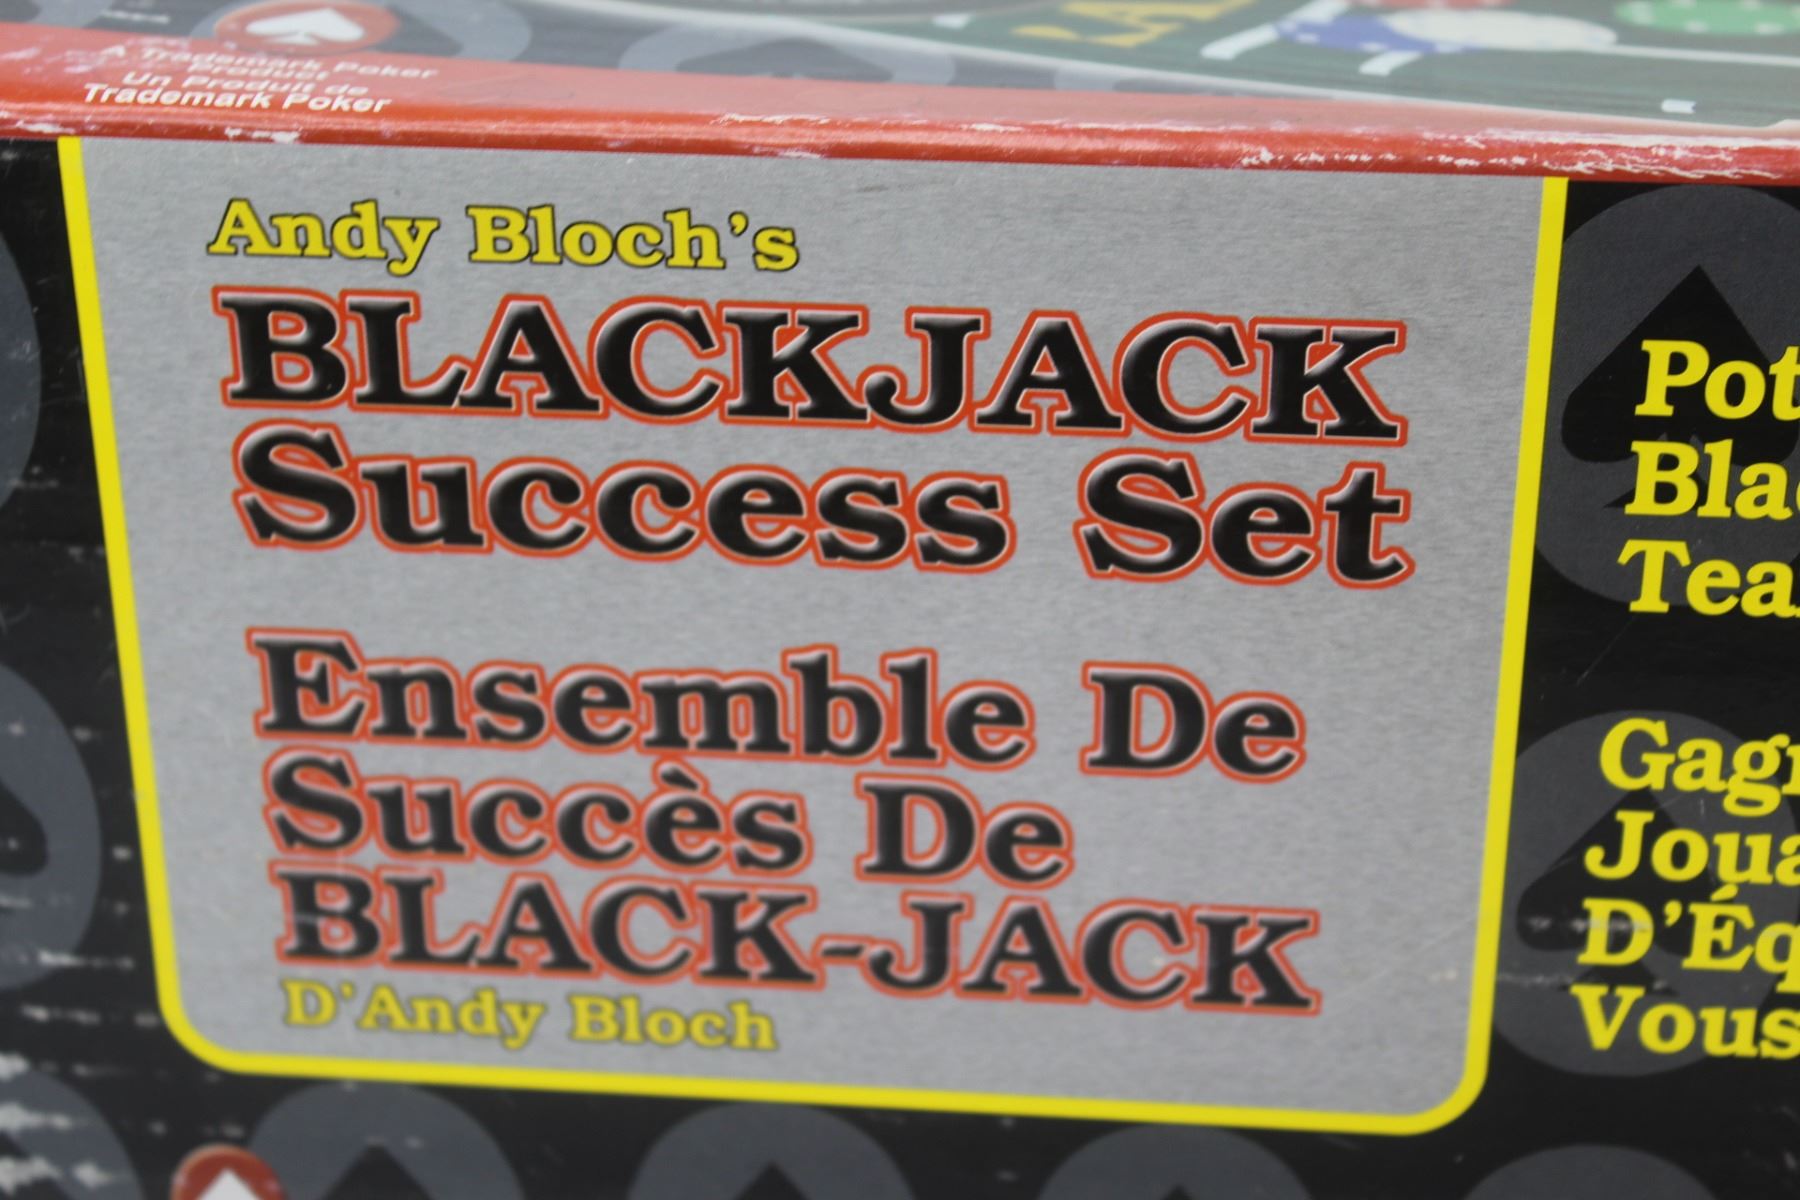 A Trademark Poker
Product
Un Produit de
Trademark Poker
Andy Bloch's
BLACKJACK
Success Set
Ensemble De
Succès De
BLACK-JACK
D'Andy Bloch